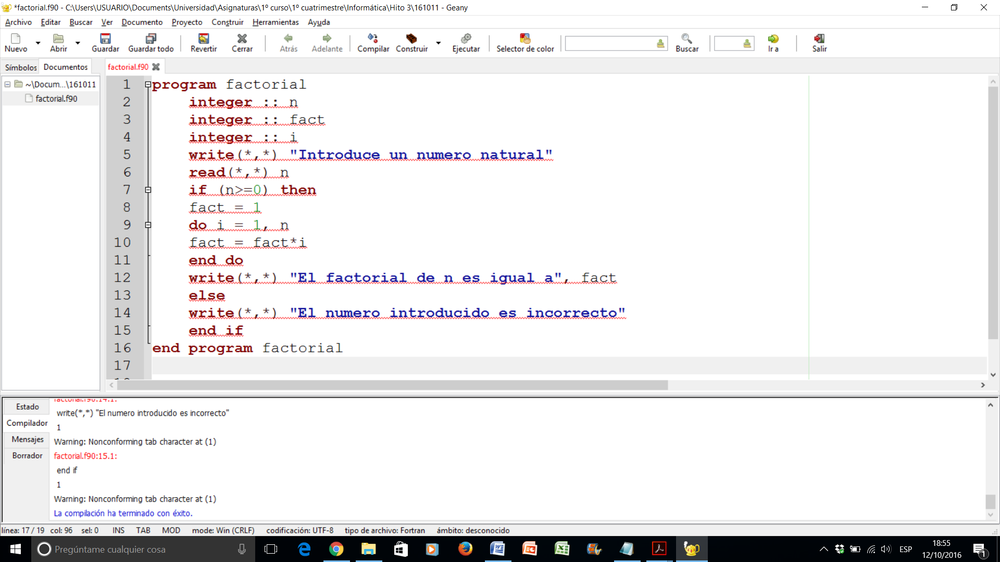 *factorial.f90 - C:\Users\USUARIO\Documents\Universidad\Asignaturas\1º curso\1º cuatrimestre\Informática\Hito 3\161011 - Geany
Archivo Editar Buscar Ver Documento Proyecto Construir Herramientas Ayuda
Nuevo Abrir Guardar Guardar todo Revertir Cerrar Atrás Adelante Compilar Construir Ejecutar Selector de color Buscar Ir a Salir
Símbolos Documentos factorial.f90
~\Docum...\161011
factorial.f90
1 program factorial
2 integer :: n
3 integer :: fact
4 integer :: i
5 write(*,*) "Introduce un numero natural"
6 read(*,*) n
7 if (n>=0) then
8 fact = 1
9 do i = 1, n
10 fact = fact*i
11 end do
12 write(*,*) "El factorial de n es igual a", fact
13 else
14 write(*,*) "El numero introducido es incorrecto"
15 end if
16 end program factorial
17
Estado
Compilador
Mensajes
Borrador
factorial.f90:14.1:
write(*,*) "El numero introducido es incorrecto"
1
Warning: Nonconforming tab character at (1)
factorial.f90:15.1:
end if
1
Warning: Nonconforming tab character at (1)
La compilación ha terminado con éxito.
línea: 17 / 19 col: 96 sel: 0 INS TAB MOD mode: Win (CRLF) codificación: UTF-8 tipo de archivo: Fortran ámbito: desconocido
Pregúntame cualquier cosa
ESP
18:55
12/10/2016
1